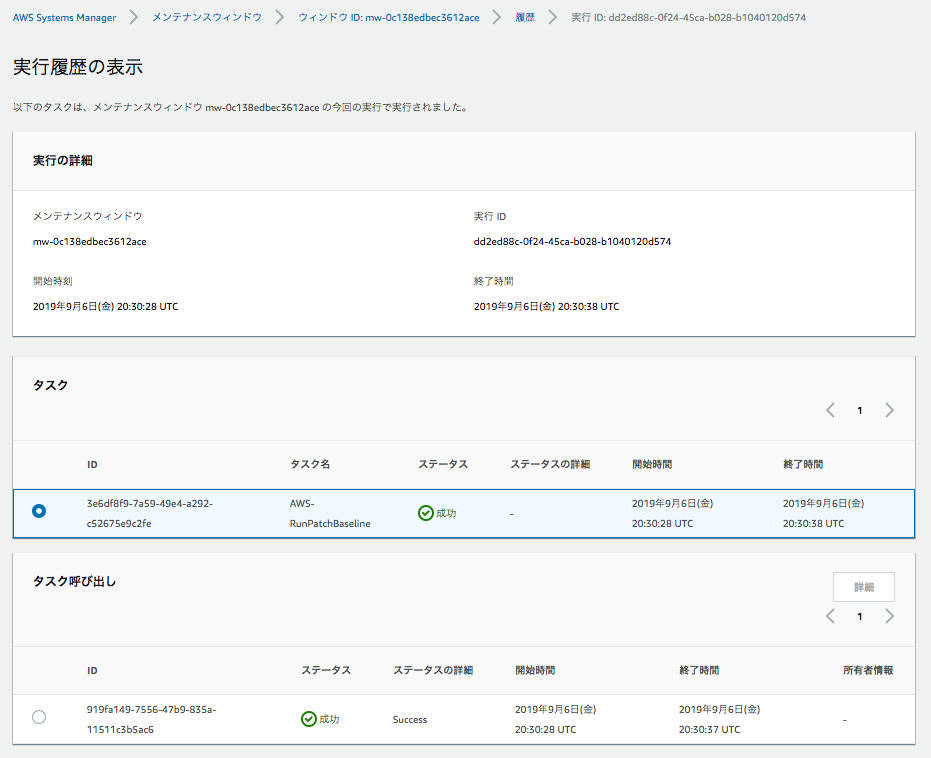 AWS Systems Manager > メンテナンスウィンドウ > ウィンドウ ID: mw-0c138edbec3612ace > 履歴 > 実行 ID: dd2ed88c-0f24-45ca-b028-b1040120d574
実行履歴の表示
以下のタスクは、メンテナンスウィンドウ mw-0c138edbec3612ace の今回の実行で実行されました。
実行の詳細
メンテナンスウィンドウ 実行 ID
mw-0c138edbec3612ace dd2ed88c-0f24-45ca-b028-b1040120d574
開始時刻 終了時間
2019年9月6日(金) 20:30:28 UTC 2019年9月6日(金) 20:30:38 UTC
タスク
1
ID タスク名 ステータス ステータスの詳細 開始時間 終了時間
3e6df8f9-7a59-49e4-a292- AWS- 成功 - 2019年9月6日(金) 2019年9月6日(金)
c52675e9c2fe RunPatchBaseline 20:30:28 UTC 20:30:38 UTC
タスク呼び出し
詳細
1
ID ステータス ステータスの詳細 開始時間 終了時間 所有者情報
919fa149-7556-47b9-835a- 成功 Success 2019年9月6日(金) 2019年9月6日(金) -
11511c3b5ac6 20:30:28 UTC 20:30:37 UTC